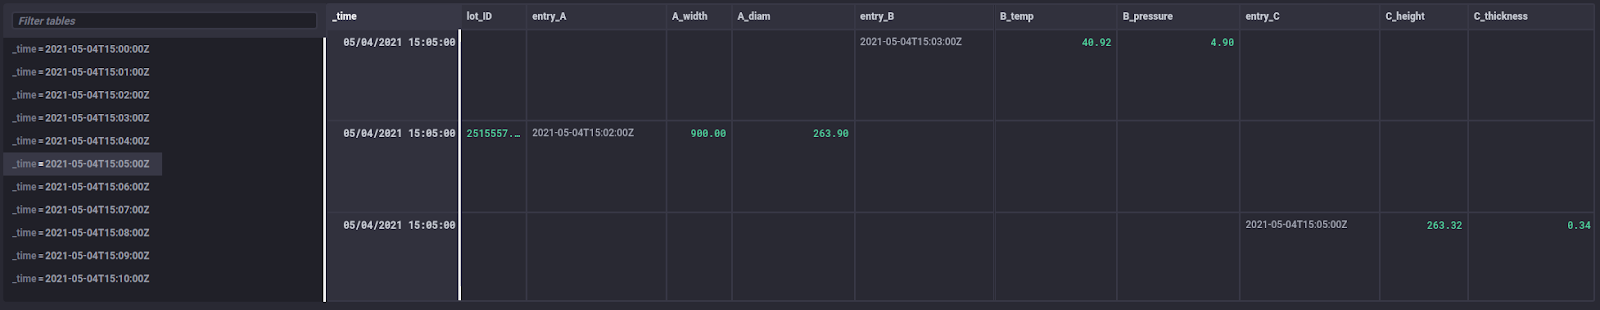 Filter tables
_time = 2021-05-04T15:00:00Z
_time = 2021-05-04T15:01:00Z
_time = 2021-05-04T15:02:00Z
_time = 2021-05-04T15:03:00Z
_time = 2021-05-04T15:04:00Z
_time = 2021-05-04T15:05:00Z
_time = 2021-05-04T15:06:00Z
_time = 2021-05-04T15:07:00Z
_time = 2021-05-04T15:08:00Z
_time = 2021-05-04T15:09:00Z
_time = 2021-05-04T15:10:00Z
_time lot_ID entry_A A_width A_diam entry_B B_temp B_pressure entry_C C_height C_thickness
05/04/2021 15:05:00 2021-05-04T15:03:00Z 40.92 4.90
05/04/2021 15:05:00 2515557... 2021-05-04T15:02:00Z 900.00 263.90
05/04/2021 15:05:00 2021-05-04T15:05:00Z 263.32 0.34